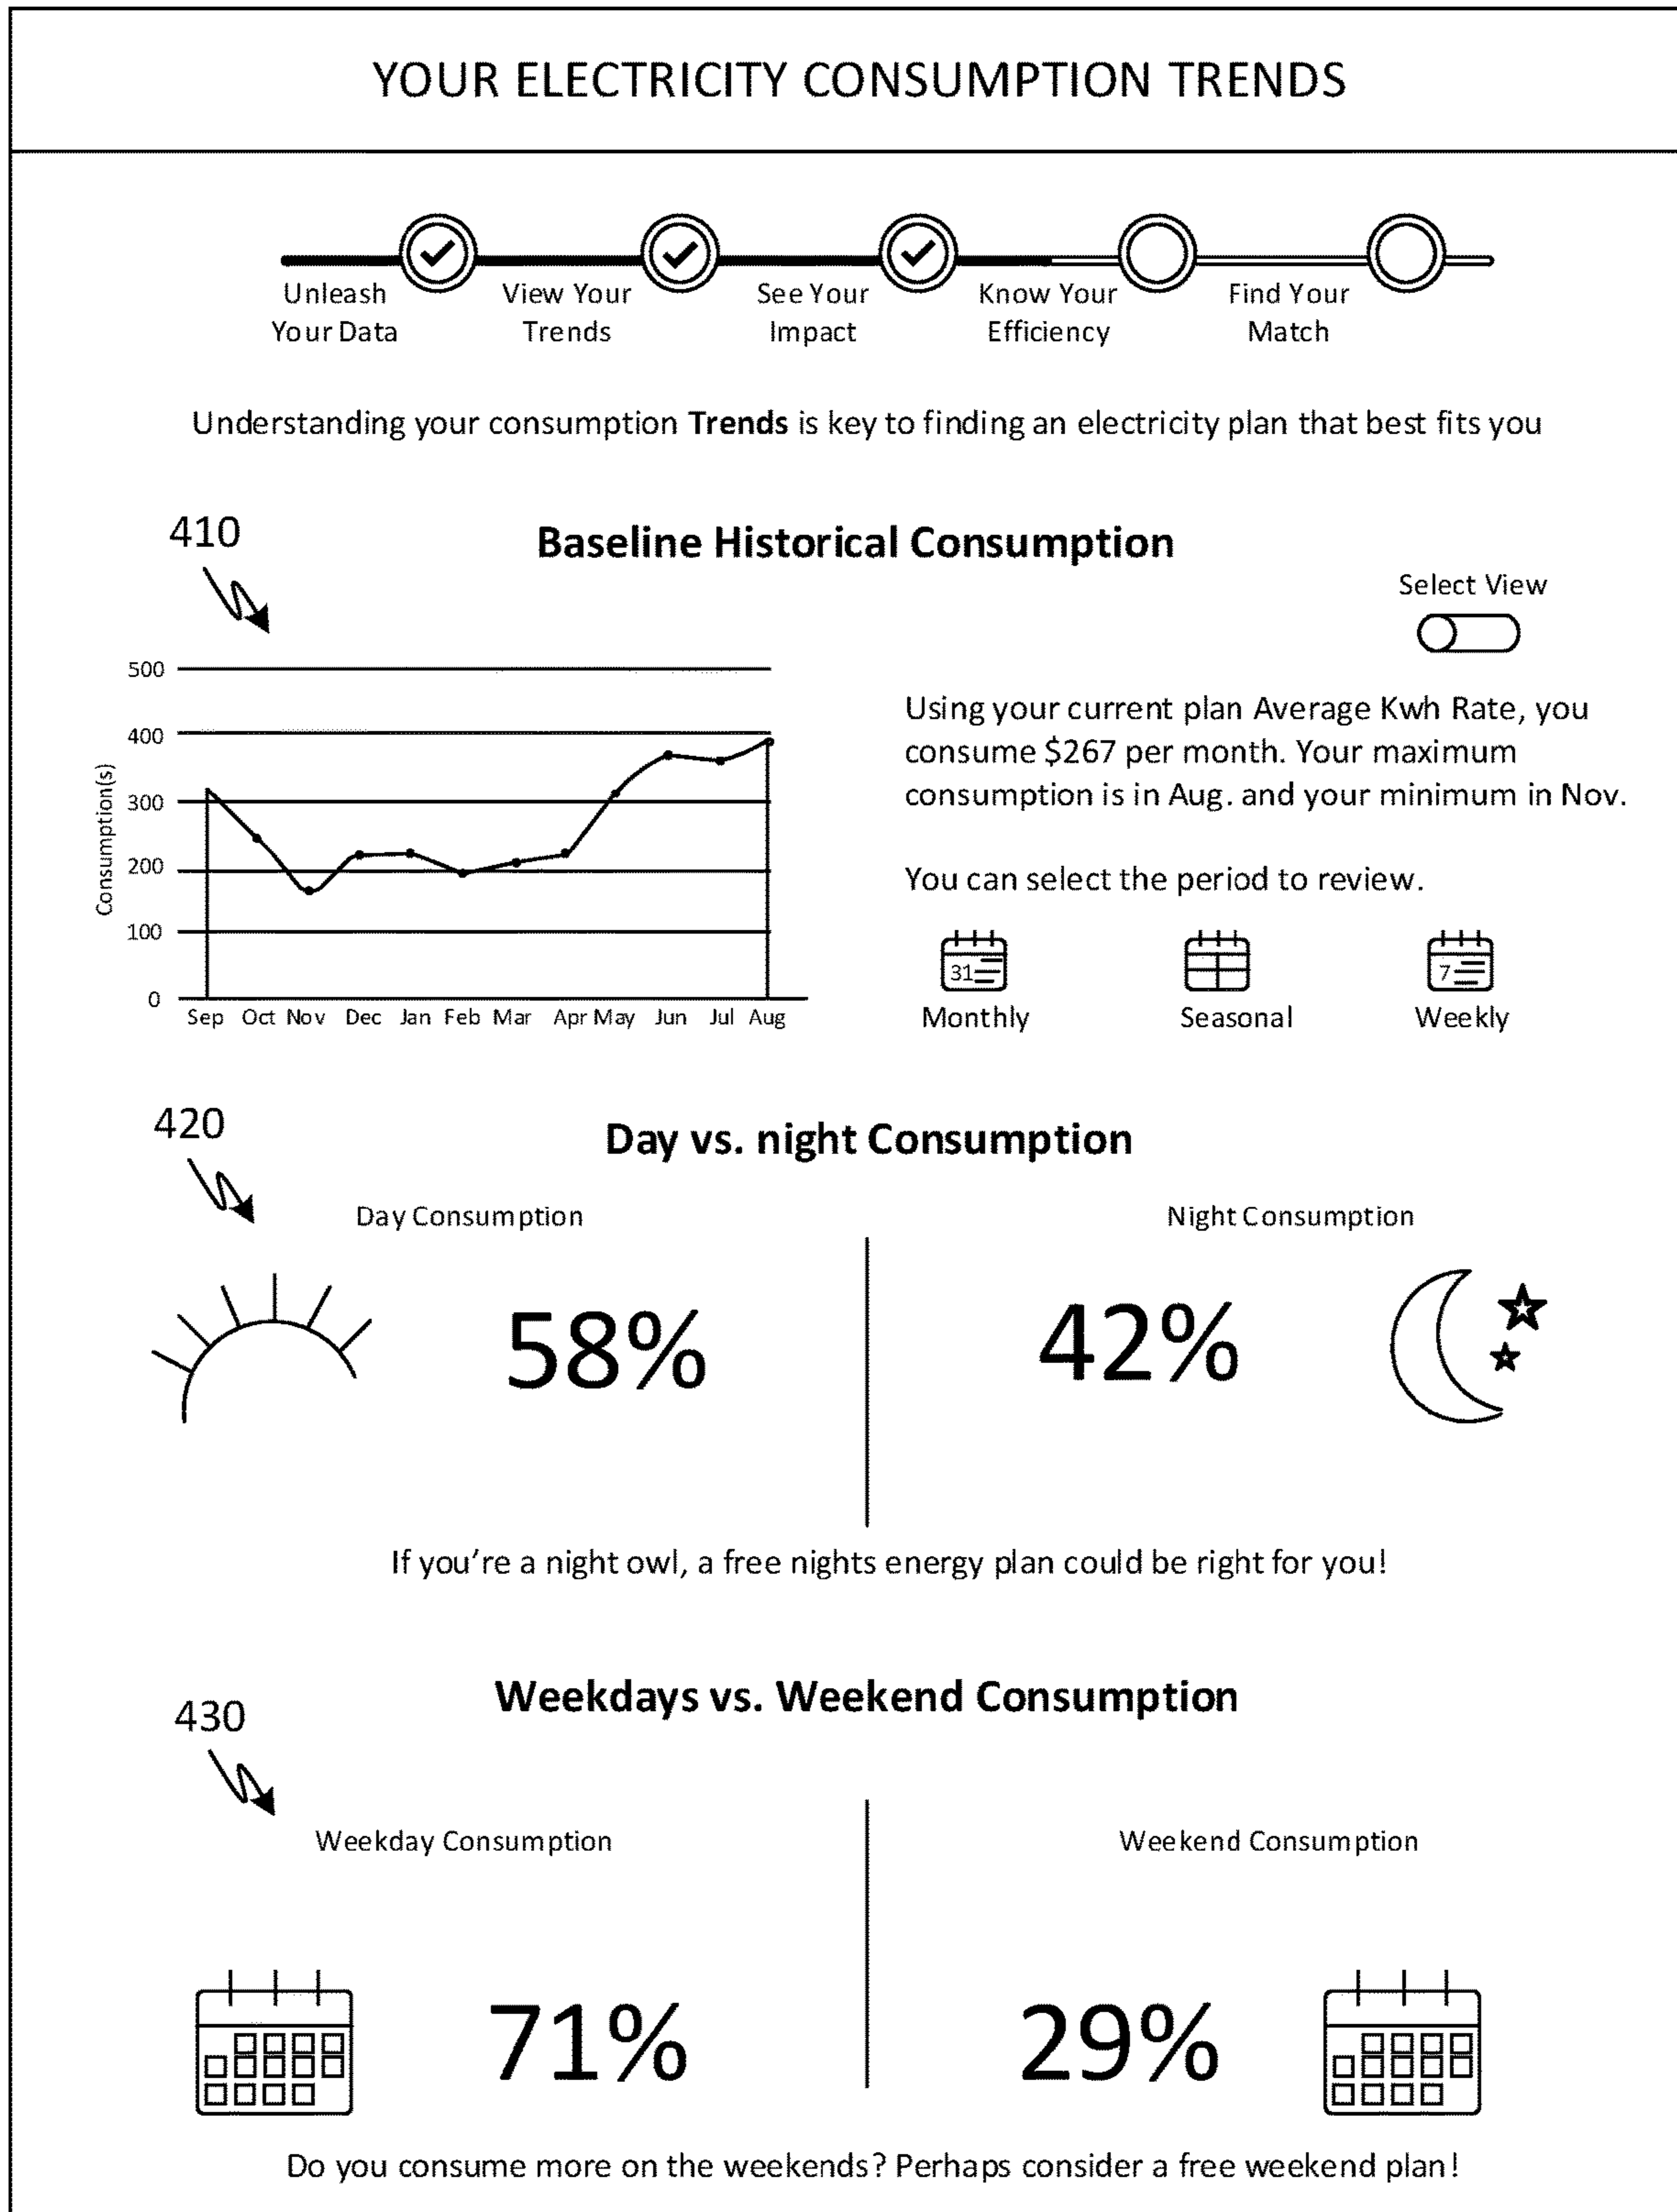 YOUR ELECTRICITY CONSUMPTION TRENDS
Unleash
Your Data
View Your
Trends
See Your
Impact
Know Your
Efficiency
Find Your
Match
Understanding your consumption Trends is key to finding an electricity plan that best fits you
410
Baseline Historical Consumption
Select View
Consumption(s)
500
400
300
200
100
0
Sep Oct Nov Dec Jan Feb Mar Apr May Jun Jul Aug
Using your current plan Average Kwh Rate, you
consume $267 per month. Your maximum
consumption is in Aug. and your minimum in Nov.
You can select the period to review.
31
7
Monthly Seasonal Weekly
420
Day vs. night Consumption
Day Consumption
Night Consumption
58%
42%
If you're a night owl, a free nights energy plan could be right for you!
430
Weekdays vs. Weekend Consumption
Weekday Consumption
Weekend Consumption
71%
29%
Do you consume more on the weekends? Perhaps consider a free weekend plan!